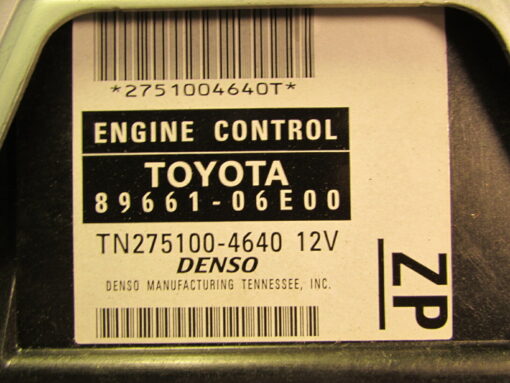 *2751004640T*
ENGINE CONTROL
TOYOTA
89661-06E00
TN275100-4640 12V
DENSO
DENSO MANUFACTURING TENNESSEE, INC.
ZP